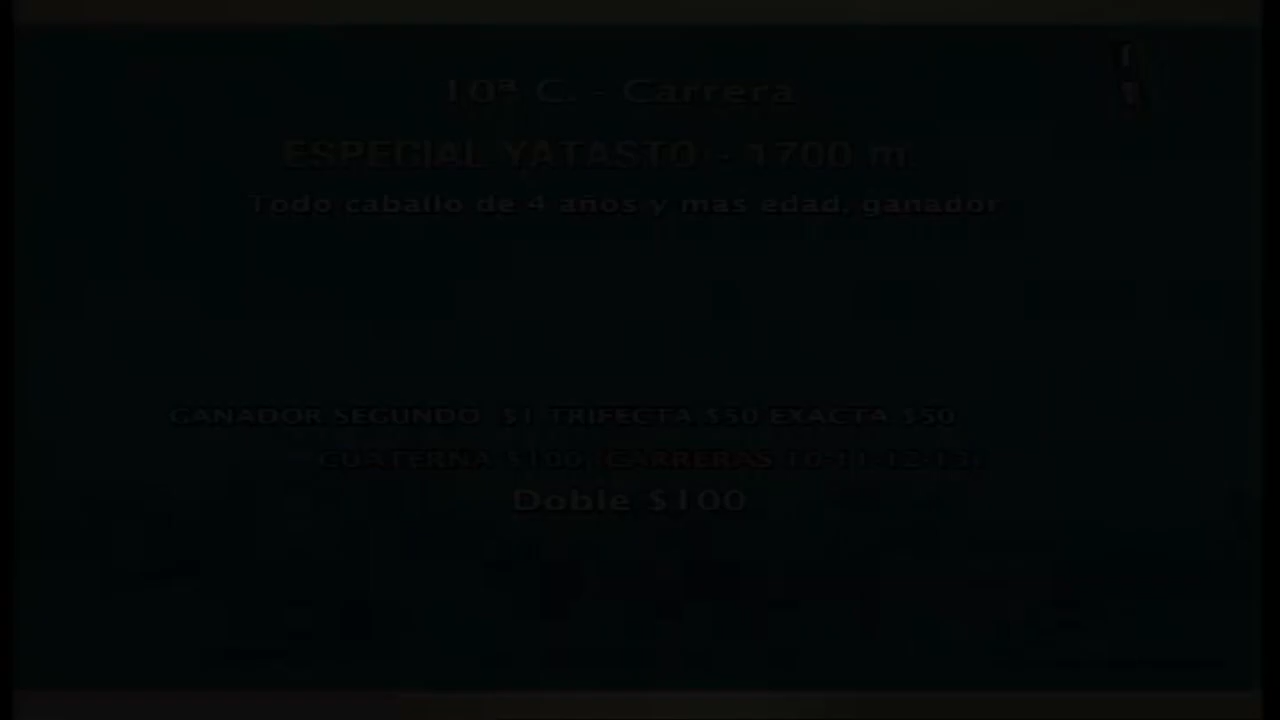 10ª C. - Carrera
ESPECIAL YATASTO - 1700 m.
Todo caballo de 4 años y mas edad, ganador
GANADOR SEGUNDO $1 TRIFECTA $50 EXACTA $50
CUATERNA $100 (CARRERAS 10-11-12-13)
Doble $100